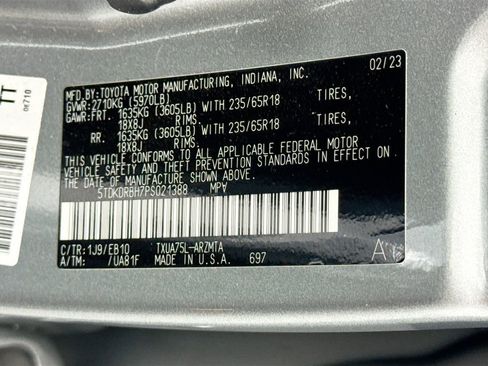 MFD.BY:TOYOTA MOTOR MANUFACTURING, INDIANA, INC. 02/23
GVWR: 2710KG (5970LB)
GAWR:FRT. 1635KG (3605LB) WITH 235/65R18 TIRES,
18X8J RIMS,
RR. 1635KG (3605LB) WITH 235/65R18 TIRES,
18X8J RIMS,
THIS VEHICLE CONFORMS TO ALL APPLICABLE FEDERAL MOTOR
VEHICLE SAFETY AND THEFT PREVENTION STANDARDS IN EFFECT
ON THE DATE OF MANUFACTURE SHOWN ABOVE.
5TDKDRBH7PS021388 MPV
C/TR:1J9/EB10 TXUA75L-ARZMTA
A/TM: /UA81F MADE IN U.S.A. 697
TT
0E710